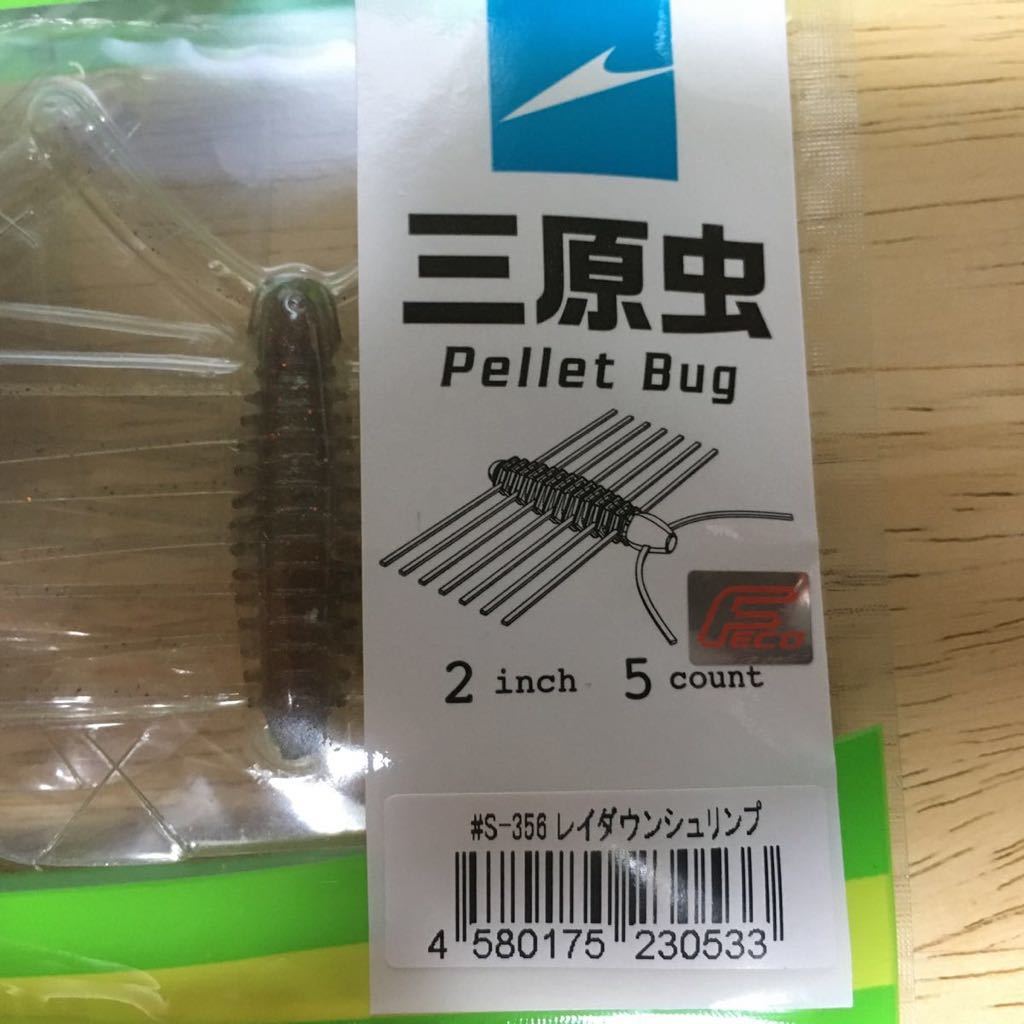 三原虫
Pellet Bug
FECO
2 inch 5 count
#S-356 レイダウンシュリンプ
4 580175 230533